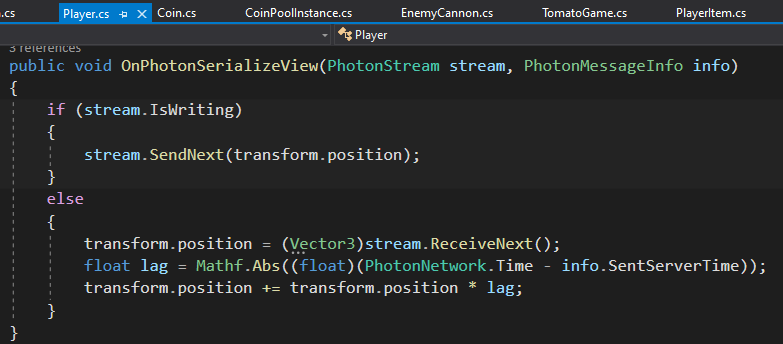 .cs Player.cs Coin.cs CoinPoolInstance.cs EnemyCannon.cs TomatoGame.cs PlayerItem.cs
Player
3 references
public void OnPhotonSerializeView(PhotonStream stream, PhotonMessageInfo info)
{
if (stream.IsWriting)
{
stream.SendNext(transform.position);
}
else
{
transform.position = (Vector3)stream.ReceiveNext();
float lag = Mathf.Abs((float)(PhotonNetwork.Time - info.SentServerTime));
transform.position += transform.position * lag;
}
}